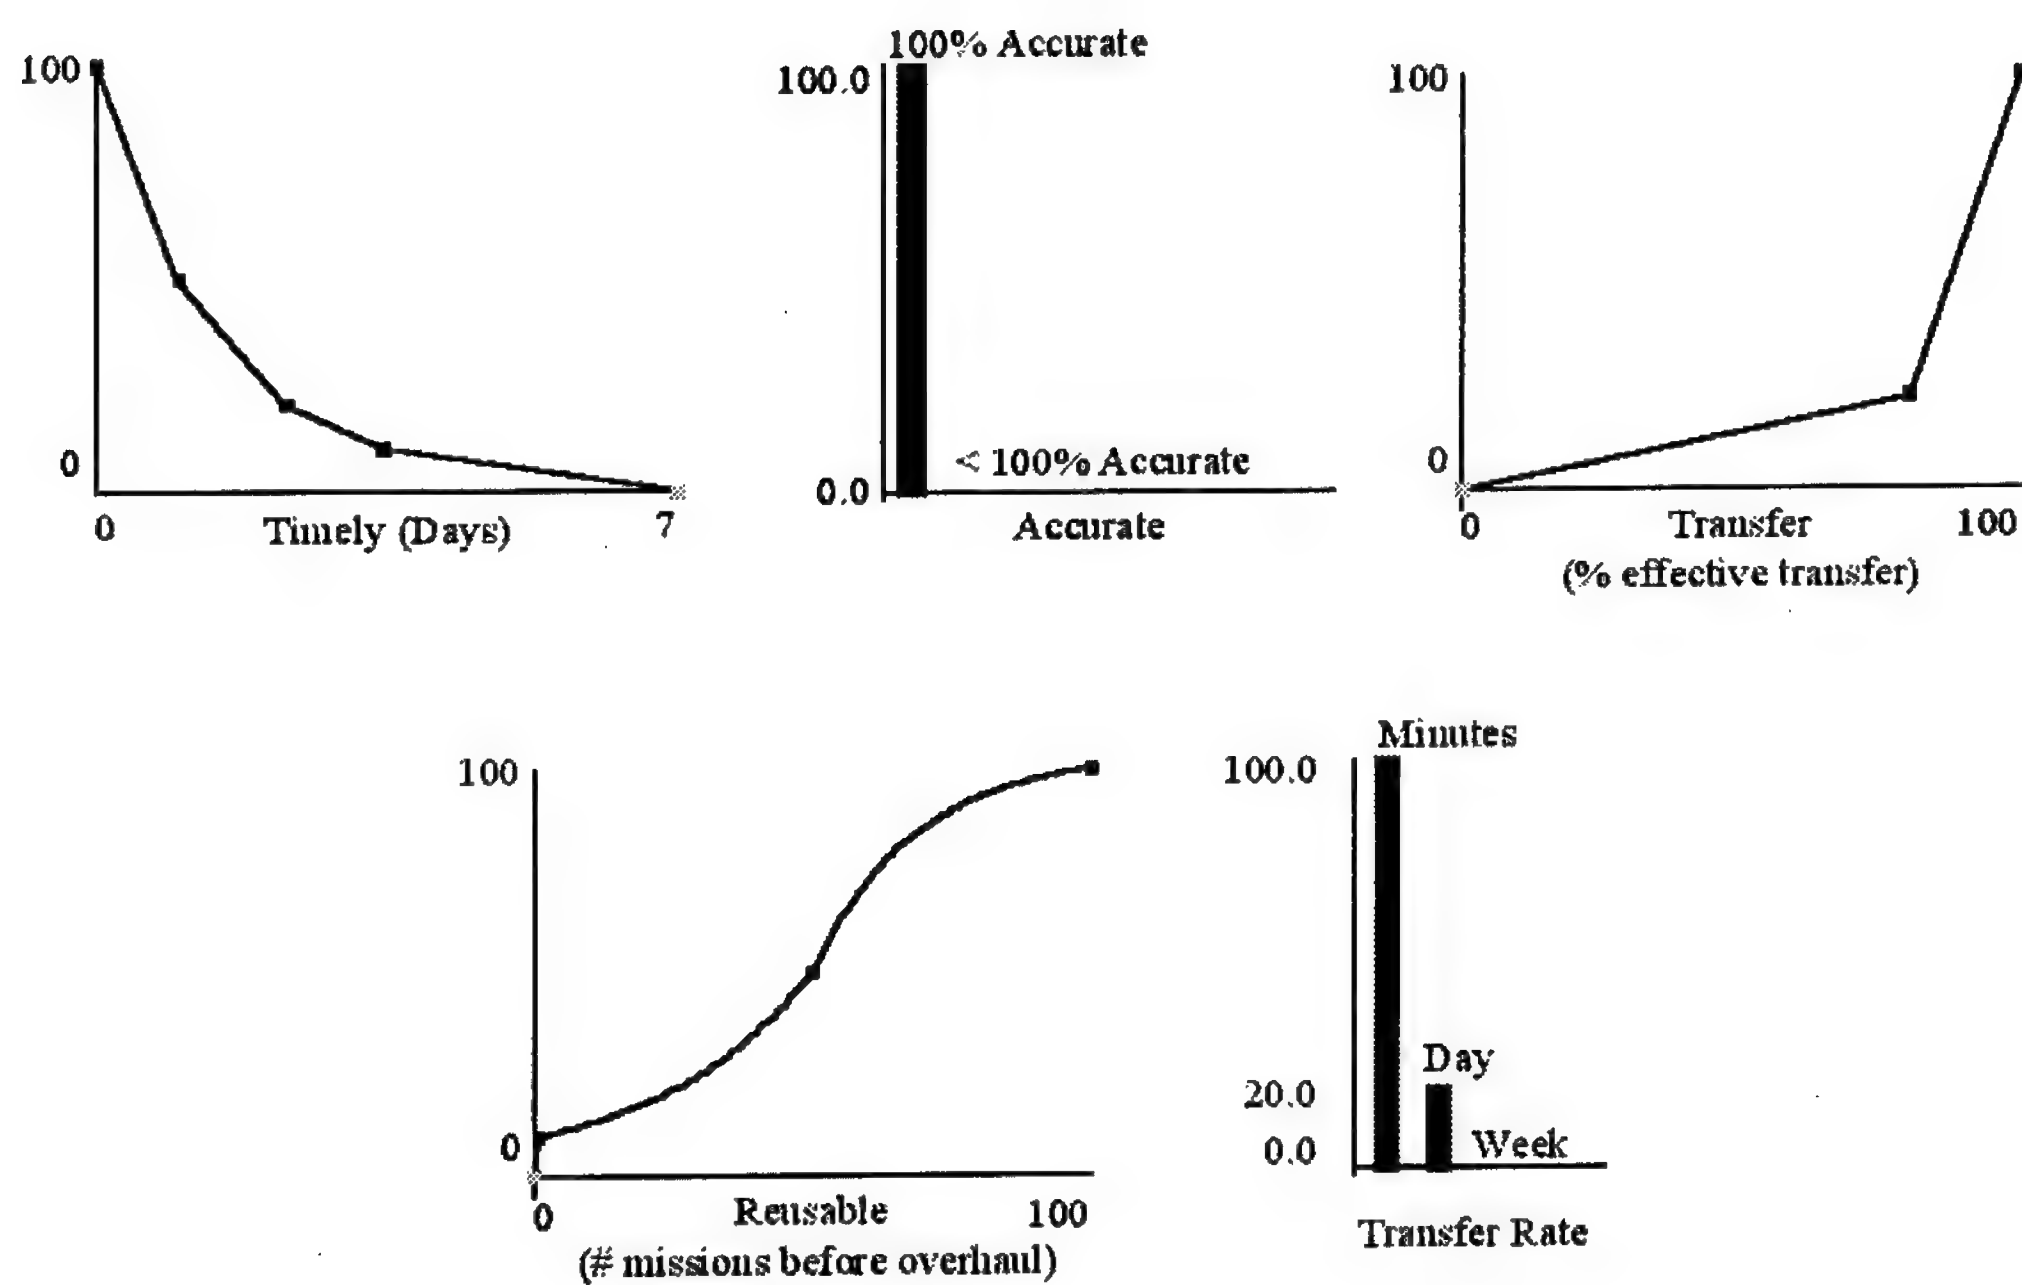 100
0
0 Timely (Days) 7
100% Accurate
100.0
< 100% Accurate
0.0
Accurate
100
0
0 Transfer 100
(% effective transfer)
100
0
0 Reusable 100
(# missions before overhaul)
Minutes
100.0
Day
20.0
0.0 Week
Transfer Rate